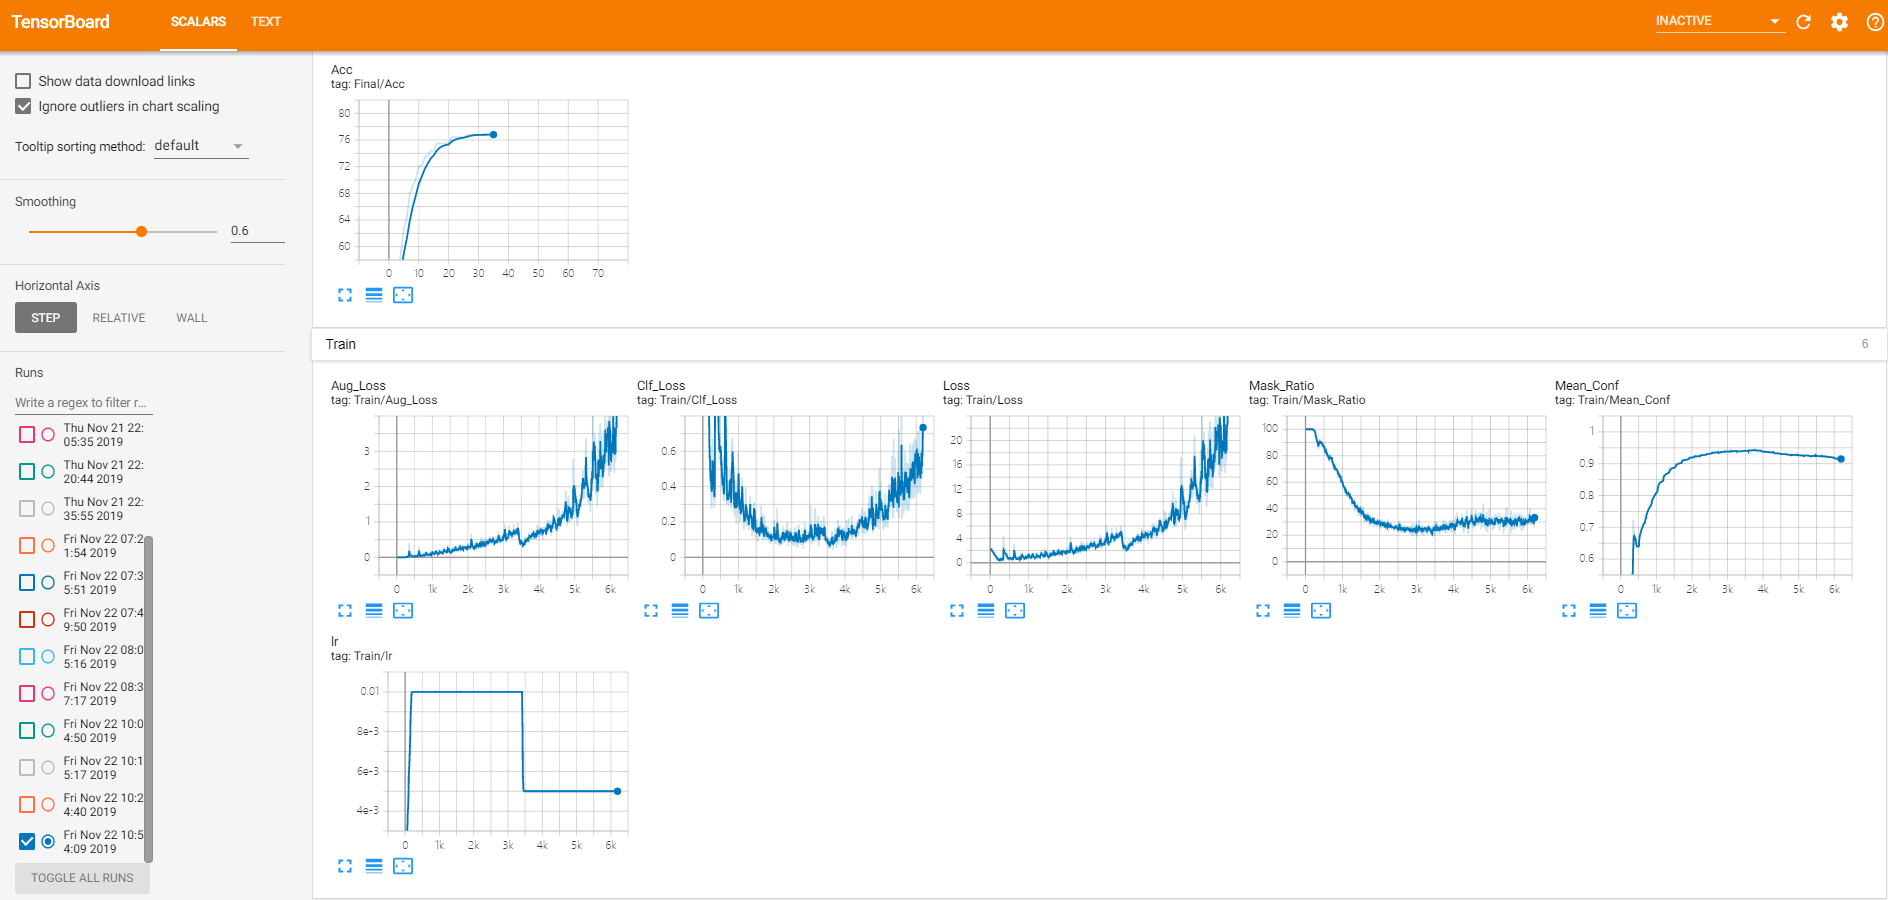 TensorBoard
SCALARS
TEXT
INACTIVE
Show data download links
Ignore outliers in chart scaling
Tooltip sorting method: default
Smoothing
0.6
Horizontal Axis
STEP RELATIVE WALL
Runs
Write a regex to filter r...
Thu Nov 21 22:
05:35 2019
Thu Nov 21 22:
20:44 2019
Thu Nov 21 22:
35:55 2019
Fri Nov 22 07:2
1:54 2019
Fri Nov 22 07:3
5:51 2019
Fri Nov 22 07:4
9:50 2019
Fri Nov 22 08:0
5:16 2019
Fri Nov 22 08:3
7:17 2019
Fri Nov 22 10:0
4:50 2019
Fri Nov 22 10:1
5:17 2019
Fri Nov 22 10:2
4:40 2019
Fri Nov 22 10:5
4:09 2019
TOGGLE ALL RUNS
Acc
tag: Final/Acc
80
76
72
68
64
60
0 10 20 30 40 50 60 70
Train
6
Aug_Loss
tag: Train/Aug_Loss
3
2
1
0
0 1k 2k 3k 4k 5k 6k
Clf_Loss
tag: Train/Clf_Loss
0.6
0.4
0.2
0
0 1k 2k 3k 4k 5k 6k
Loss
tag: Train/Loss
20
16
12
8
4
0
0 1k 2k 3k 4k 5k 6k
Mask_Ratio
tag: Train/Mask_Ratio
100
80
60
40
20
0
0 1k 2k 3k 4k 5k 6k
Mean_Conf
tag: Train/Mean_Conf
1
0.9
0.8
0.7
0.6
0 1k 2k 3k 4k 5k 6k
lr
tag: Train/lr
0.01
8e-3
6e-3
4e-3
0 1k 2k 3k 4k 5k 6k